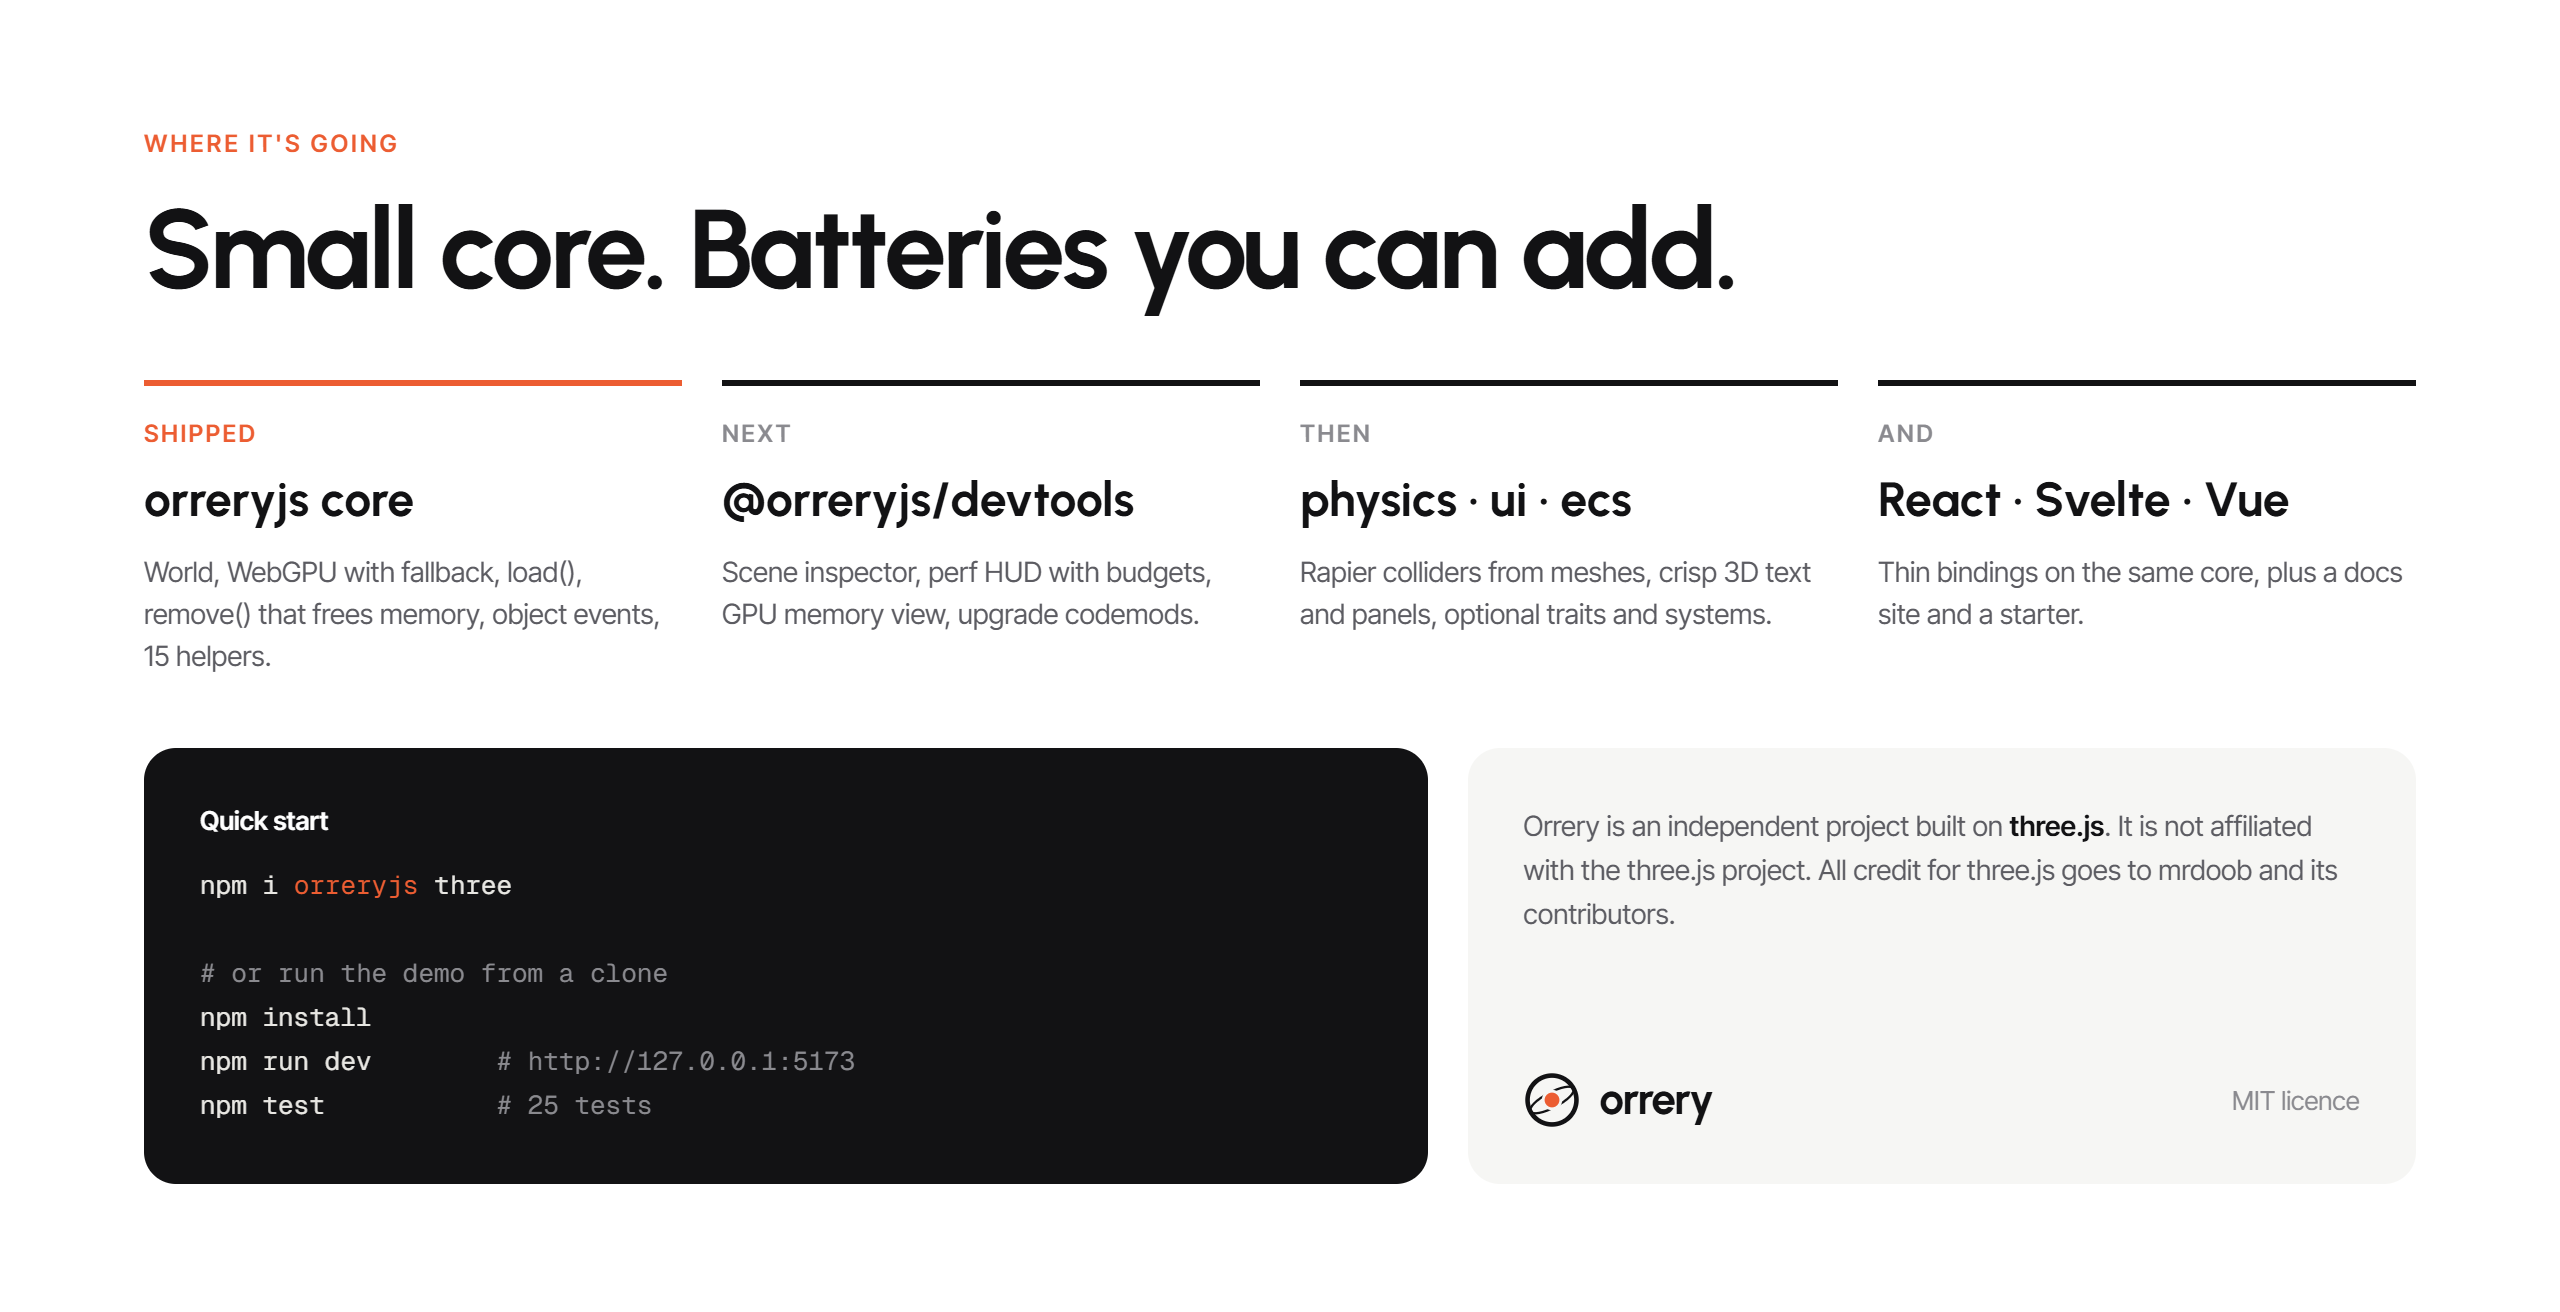 WHERE IT'S GOING
Small core. Batteries you can add.
SHIPPED
orreryjs core
World, WebGPU with fallback, load(),
remove() that frees memory, object events,
15 helpers.
NEXT
@orreryjs/devtools
Scene inspector, perf HUD with budgets,
GPU memory view, upgrade codemods.
THEN
physics · ui · ecs
Rapier colliders from meshes, crisp 3D text
and panels, optional traits and systems.
AND
React · Svelte · Vue
Thin bindings on the same core, plus a docs
site and a starter.
Quick start
npm i orreryjs three
# or run the demo from a clone
npm install
npm run dev        # http://127.0.0.1:5173
npm test           # 25 tests
Orrery is an independent project built on three.js. It is not affiliated
with the three.js project. All credit for three.js goes to mrdoob and its
contributors.
orrery
MIT licence